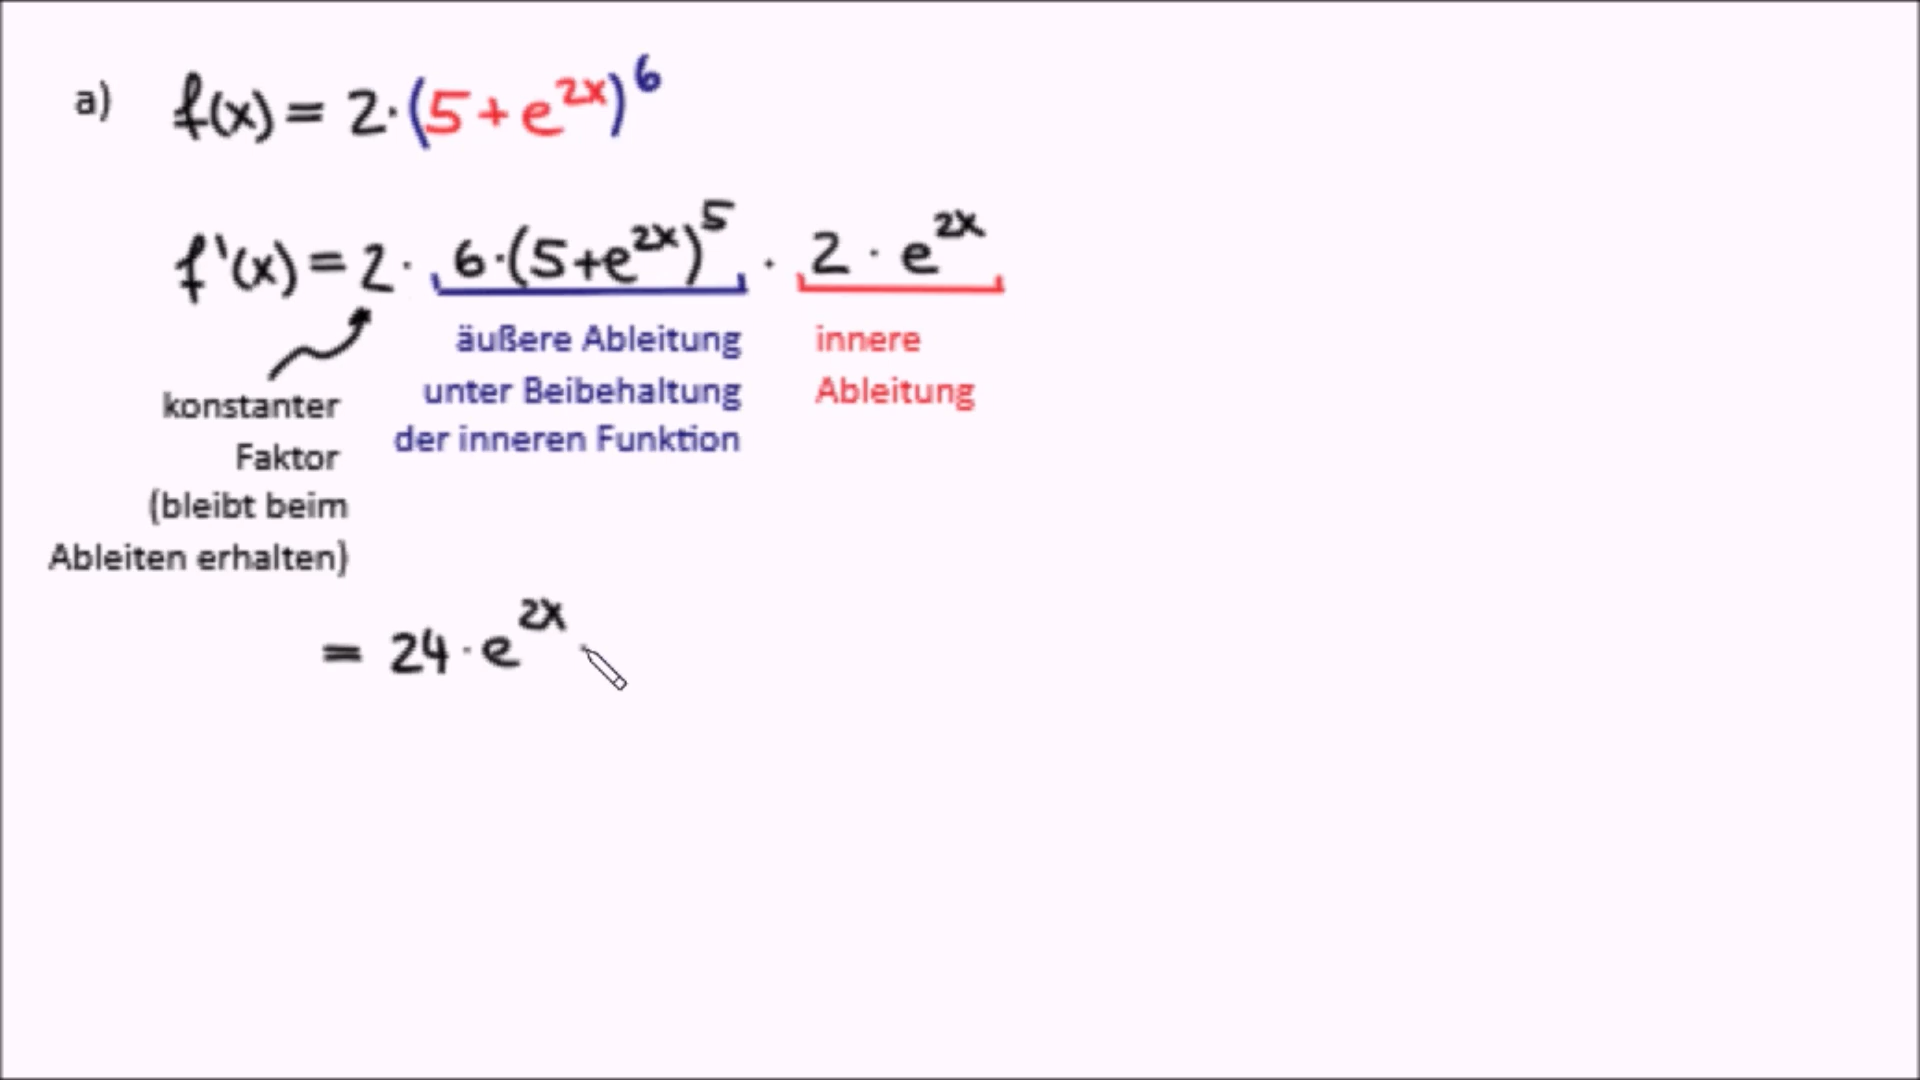 a) f(x) = 2·(5+e^{2x})^6
f'(x) = 2· 6·(5+e^{2x})^5 · 2 · e^{2x}
konstanter
Faktor
(bleibt beim
Ableiten erhalten)
äußere Ableitung
unter Beibehaltung
der inneren Funktion
innere
Ableitung
= 24 · e^{2x} ·